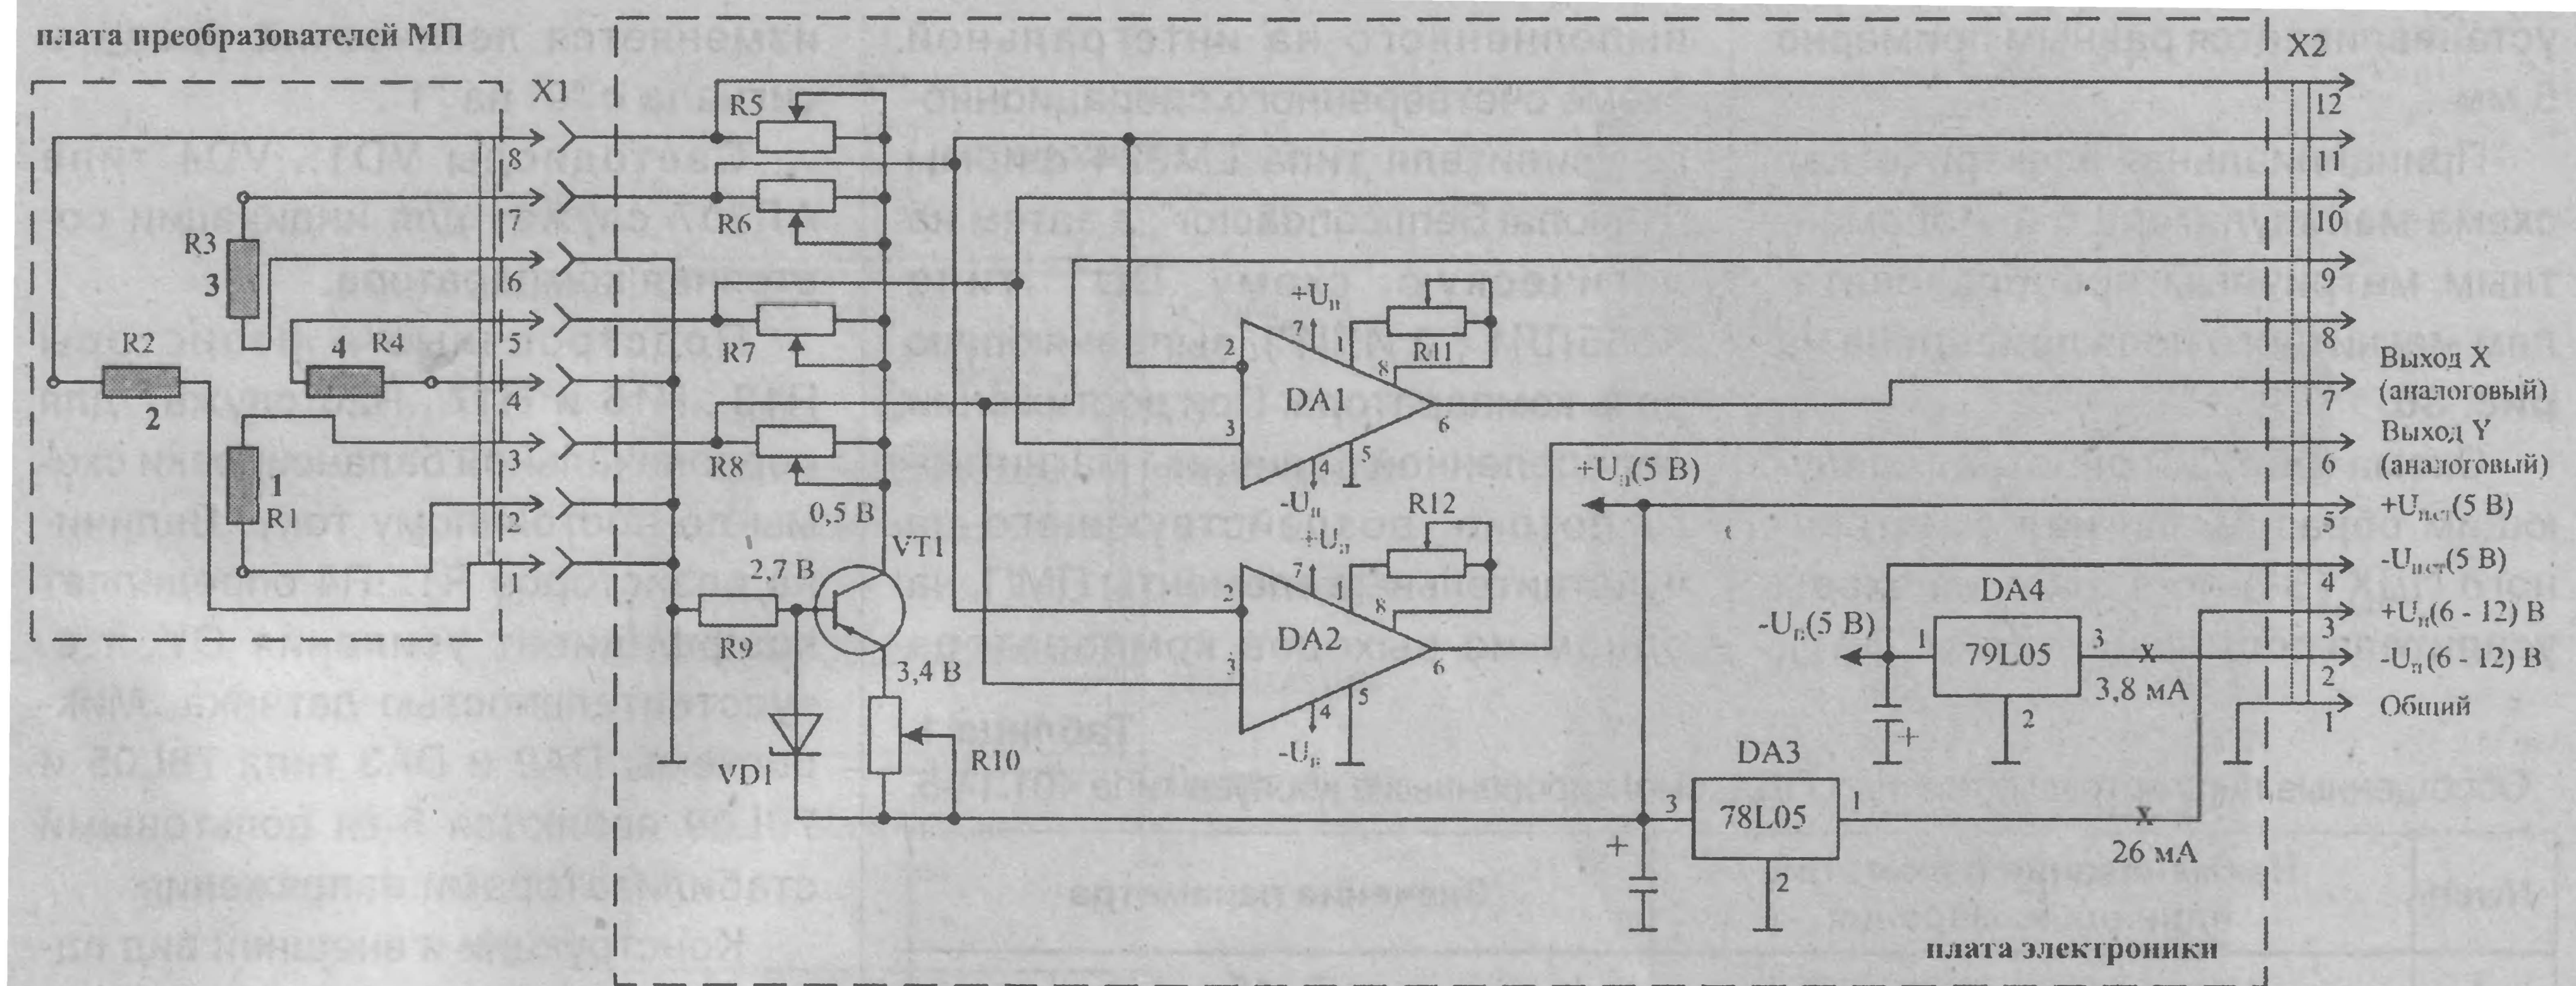 плата преобразователей МП
X1
8
7
6
5
4
3
2
1
R3
3
R2
2
4 R4
1
R1
R5
R6
R7
R8
0,5 В
VT1
2,7 В
R9
3,4 В
VD1
R10
+Uп
7
1
8
R11
2
3
DA1
6
4
5
-Uп
+Uп
7
1
8
R12
2
3
DA2
6
4
5
-Uп
+Uп(5 В)
-Uп(5 В)
DA4
1
79L05
3
2
x
3,8 мА
DA3
3
78L05
1
2
x
26 мА
+
+
X2
12
11
10
9
8
7
Выход X
(аналоговый)
6
Выход Y
(аналоговый)
5
+Uп.ст(5 В)
4
-Uп.ст(5 В)
3
+Uп(6 - 12) В
2
-Uп(6 - 12) В
1
Общий
плата электроники